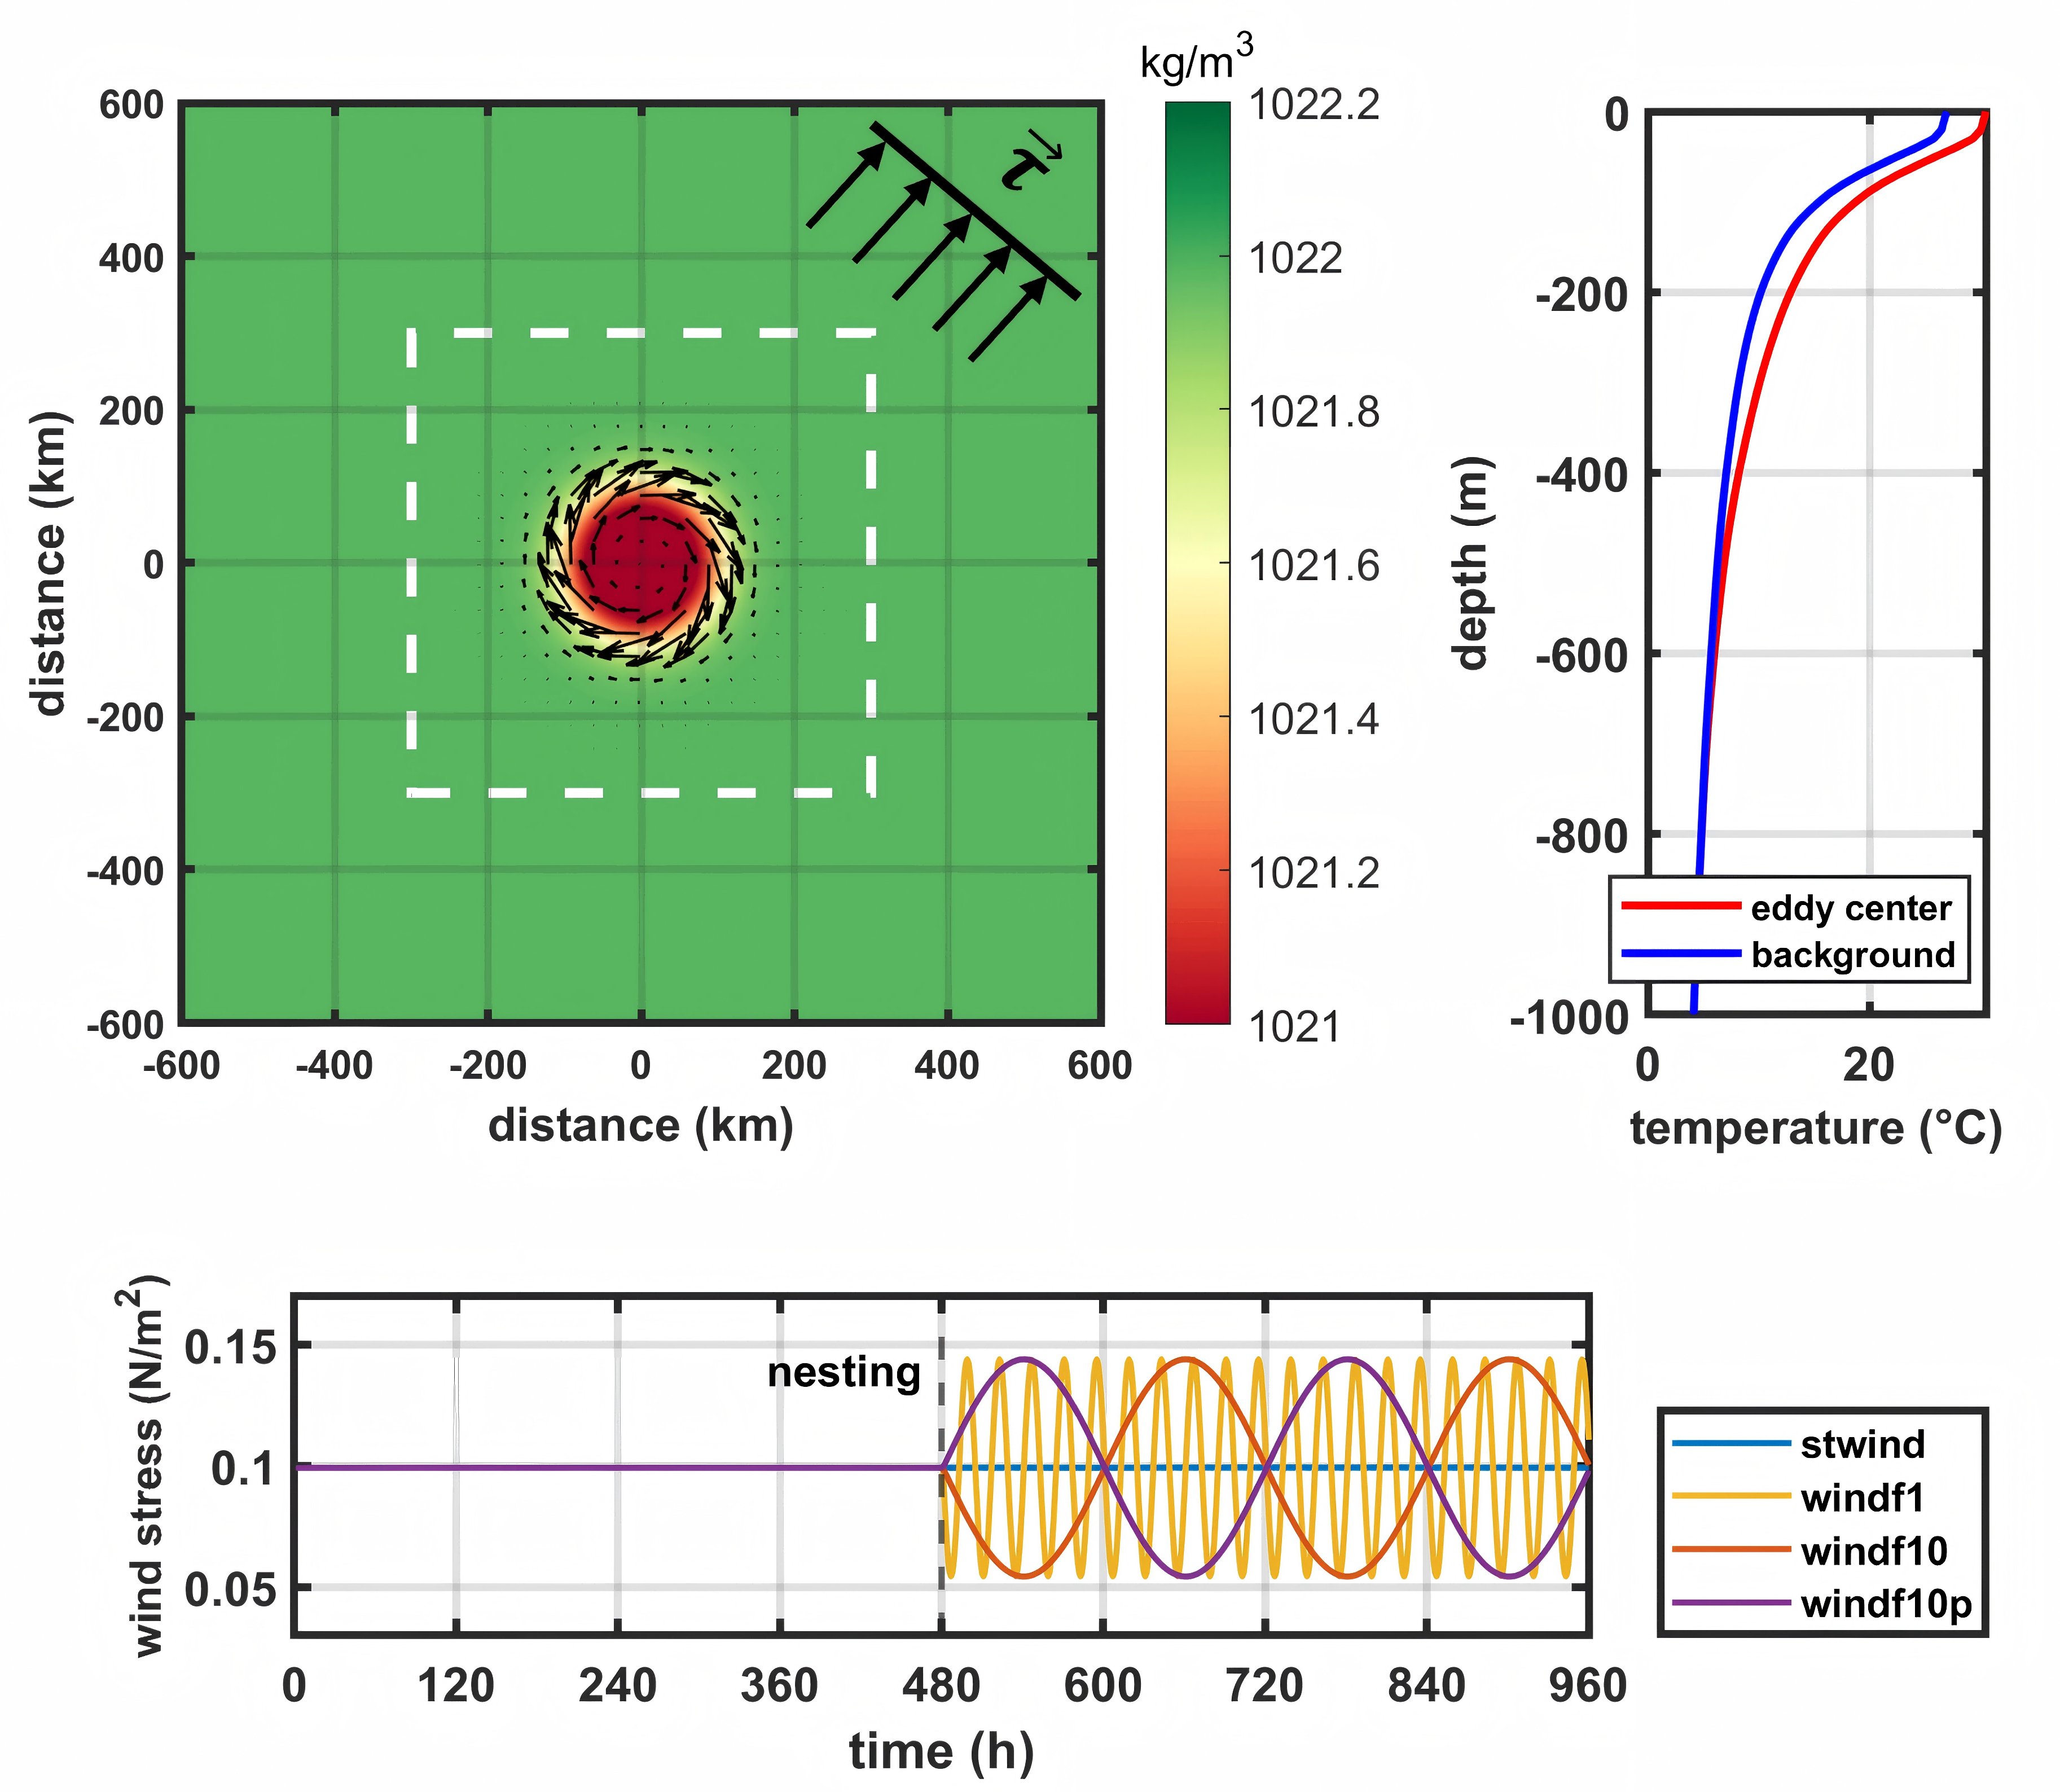 kg/m³
600
400
200
0
-200
-400
-600
distance (km)
-600 -400 -200 0 200 400 600
distance (km)
τ
1022.2
1022
1021.8
1021.6
1021.4
1021.2
1021
0
-200
-400
-600
-800
-1000
depth (m)
eddy center
background
0 20
temperature (°C)
wind stress (N/m²)
0.15
0.1
0.05
nesting
0 120 240 360 480 600 720 840 960
time (h)
stwind
windf1
windf10
windf10p